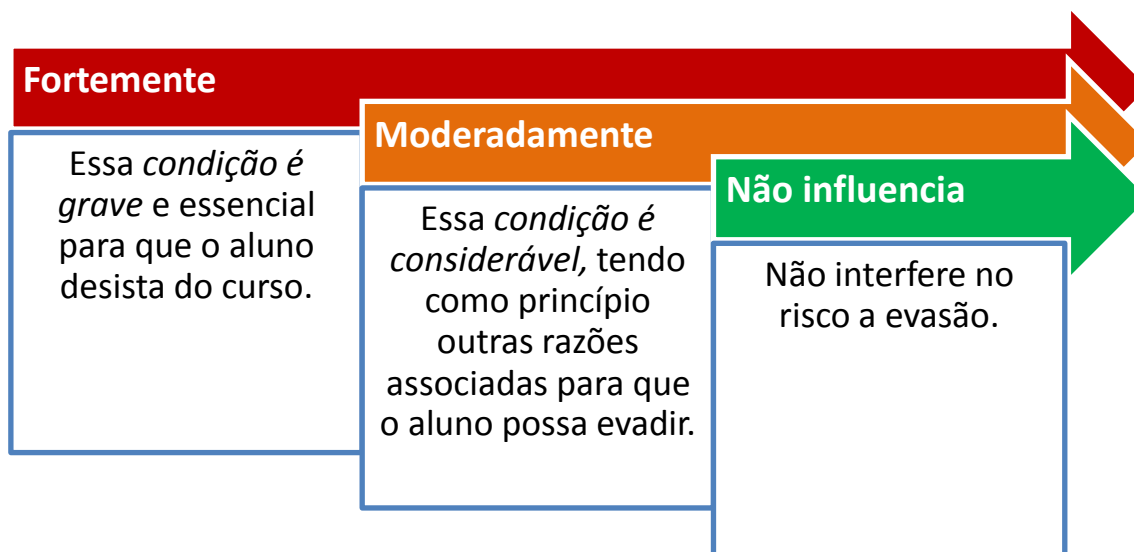 Fortemente
Essa condição é
grave e essencial
para que o aluno
desista do curso.
Moderadamente
Essa condição é
considerável, tendo
como princípio
outras razões
associadas para que
o aluno possa evadir.
Não influencia
Não interfere no
risco a evasão.